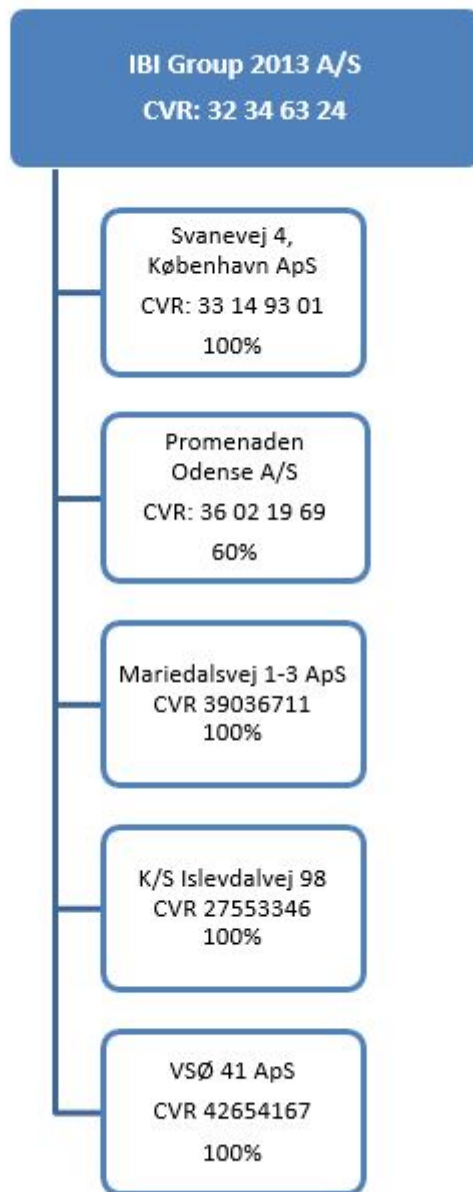 IBI Group 2013 A/S
CVR: 32 34 63 24
Svanevej 4,
København ApS
CVR: 33 14 93 01
100%
Promenaden
Odense A/S
CVR: 36 02 19 69
60%
Mariedalsvej 1-3 ApS
CVR 39036711
100%
K/S Islevdalvej 98
CVR 27553346
100%
VSØ 41 ApS
CVR 42654167
100%